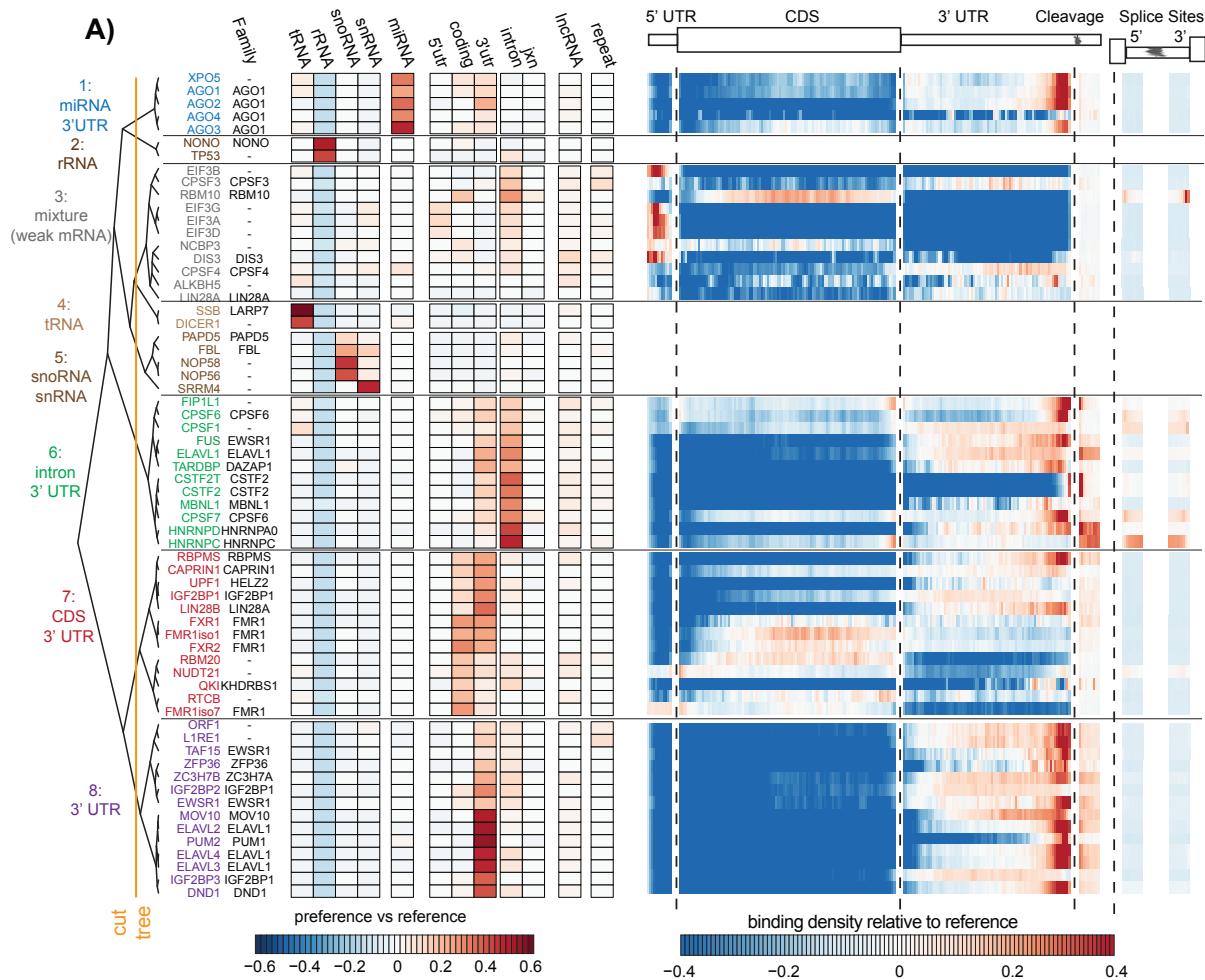 A)
Family
tRNA
rRNA
snoRNA
snRNA
miRNA
5'utr
coding
3'utr
intron
jxn
lncRNA
repeat
5' UTR
CDS
3' UTR
Cleavage
Splice Sites
5'
3'
1:
miRNA
3'UTR
XPO5 -
AGO1 AGO1
AGO2 AGO1
AGO4 AGO1
AGO3 AGO1
2:
rRNA
NONO NONO
TP53 -
3:
mixture
(weak mRNA)
EIF3B -
CPSF3 CPSF3
RBM10 RBM10
EIF3G -
EIF3A -
EIF3D -
NCBP3 -
DIS3 DIS3
CPSF4 CPSF4
ALKBH5 -
LIN28A LIN28A
4:
tRNA
SSB LARP7
DICER1 -
5:
snoRNA
snRNA
PAPD5 PAPD5
FBL FBL
NOP58 -
NOP56 -
SRRM4 -
6:
intron
3' UTR
FIP1L1 -
CPSF6 CPSF6
CPSF1 -
FUS EWSR1
ELAVL1 ELAVL1
TARDBP DAZAP1
CSTF2T CSTF2
CSTF2 CSTF2
MBNL1 MBNL1
CPSF7 CPSF6
HNRNPD HNRNPA0
HNRNPC HNRNPC
7:
CDS
3' UTR
RBPMS RBPMS
CAPRIN1 CAPRIN1
UPF1 HELZ2
IGF2BP1 IGF2BP1
LIN28B LIN28A
FXR1 FMR1
FMR1iso1 FMR1
FXR2 FMR1
RBM20 -
NUDT21 -
QKI KHDRBS1
RTCB -
FMR1iso7 FMR1
8:
3' UTR
ORF1 -
L1RE1 -
TAF15 EWSR1
ZFP36 ZFP36
ZC3H7B ZC3H7A
IGF2BP2 IGF2BP1
EWSR1 EWSR1
MOV10 MOV10
ELAVL2 ELAVL1
PUM2 PUM1
ELAVL4 ELAVL1
ELAVL3 ELAVL1
IGF2BP3 IGF2BP1
DND1 DND1
cut
tree
preference vs reference
−0.6 −0.4 −0.2 0 0.2 0.4 0.6
binding density relative to reference
−0.4 −0.2 0 0.2 0.4